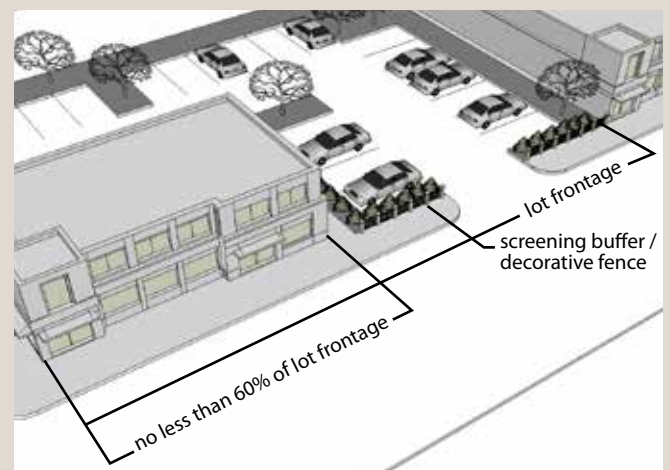 lot frontage
screening buffer /
decorative fence
no less than 60% of lot frontage